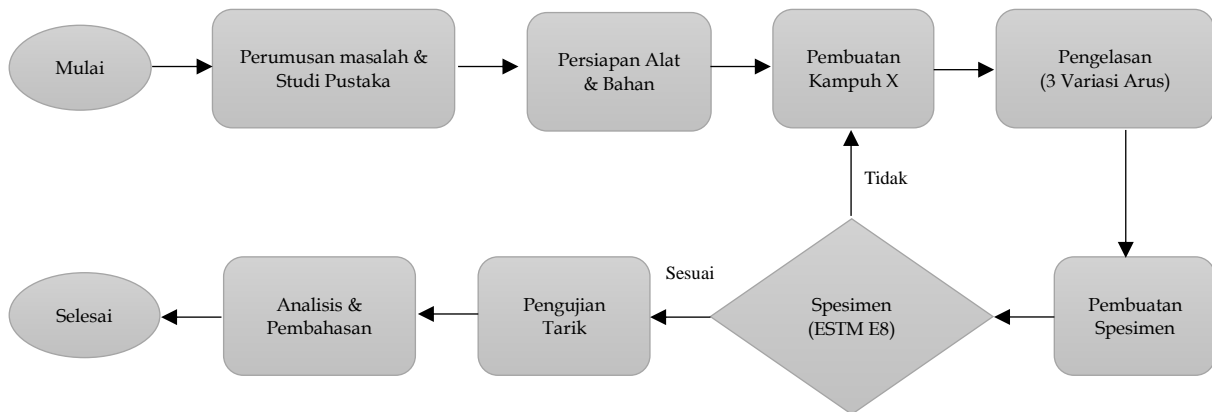 Mulai
Perumusan masalah &
Studi Pustaka
Persiapan Alat
& Bahan
Pembuatan
Kampuh X
Pengelasan
(3 Variasi Arus)
Tidak
Pembuatan
Spesimen
Spesimen
(ESTM E8)
Sesuai
Pengujian
Tarik
Analisis &
Pembahasan
Selesai